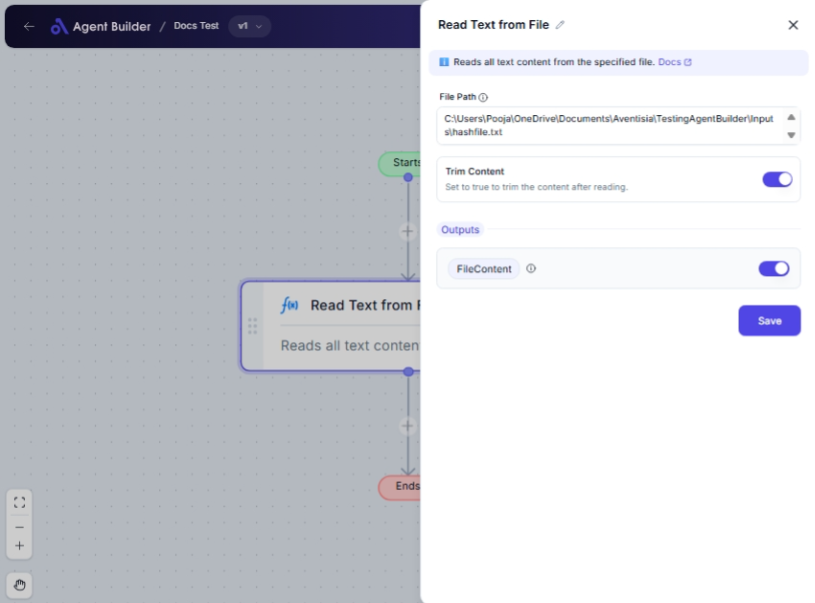 Agent Builder / Docs Test v1
Starts
f(x) Read Text from F
Reads all text conten
Ends
Read Text from File
Reads all text content from the specified file. Docs
File Path
C:\Users\Pooja\OneDrive\Documents\Aventisia\TestingAgentBuilder\Input
s\hashfile.txt
Trim Content
Set to true to trim the content after reading.
Outputs
FileContent
Save